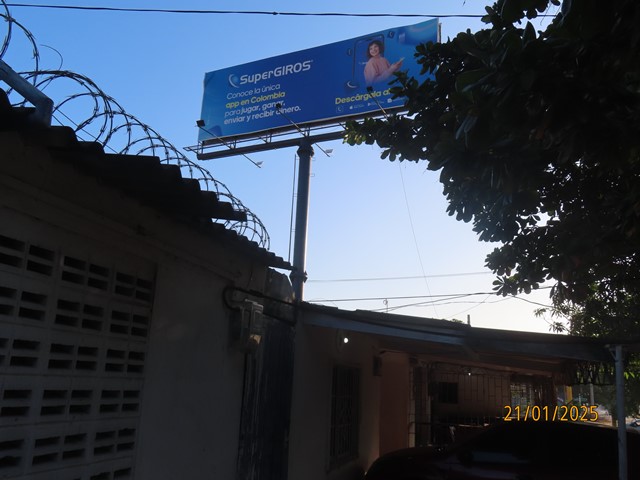 SuperGIROS
Conoce la única
app en Colombia
para jugar, ganar,
enviar y recibir dinero.
Descárgala
21/01/2025